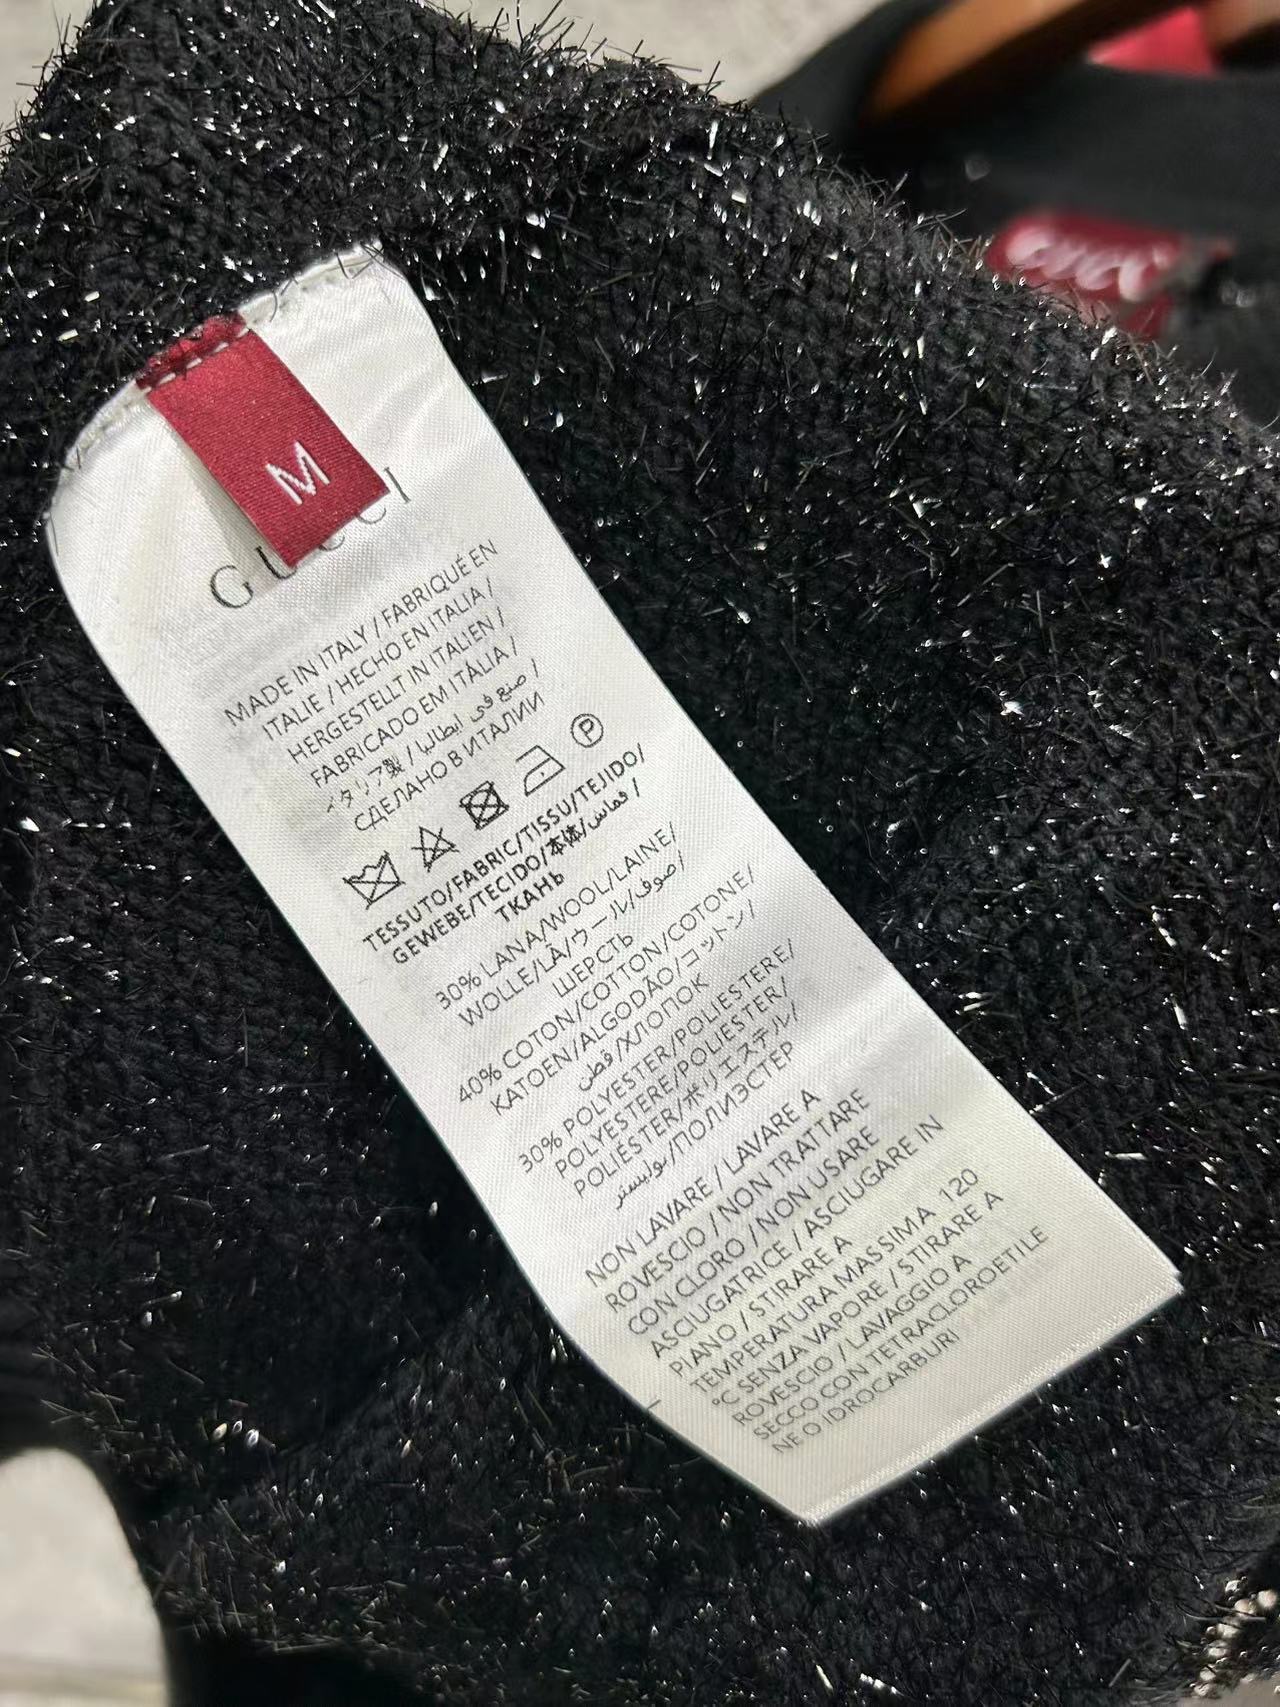 M
GUCCI
MADE IN ITALY / FABRIQUÉ EN
ITALIE / HECHO EN ITALIA /
HERGESTELLT IN ITALIEN /
FABRICADO EM ITÁLIA /
イタリア製 / صنع في ايطاليا /
СДЕЛАНО В ИТАЛИИ
P
TESSUTO/FABRIC/TISSU/TEJIDO/
GEWEBE/TECIDO/本体/قماش/
ТКАНЬ
30% LANA/WOOL/LAINE/
WOLLE/LÃ/ウール/صوف/
ШЕРСТЬ
40% COTON/COTTON/COTONE/
KATOEN/ALGODÃO/コットン/
قطن/ХЛОПОК
30% POLYESTER/POLIESTERE/
POLYESTERE/POLIESTER/
POLIÉSTER/ポリエステル/
بوليستر/ПОЛИЭСТЕР
NON LAVARE / LAVARE A
ROVESCIO / NON TRATTARE
CON CLORO / NON USARE
ASCIUGATRICE / ASCIUGARE IN
PIANO / STIRARE A
TEMPERATURA MASSIMA 120
°C SENZA VAPORE / STIRARE A
ROVESCIO / LAVAGGIO A
SECCO CON TETRACLOROETILE
NE O IDROCARBURI
GUCCI